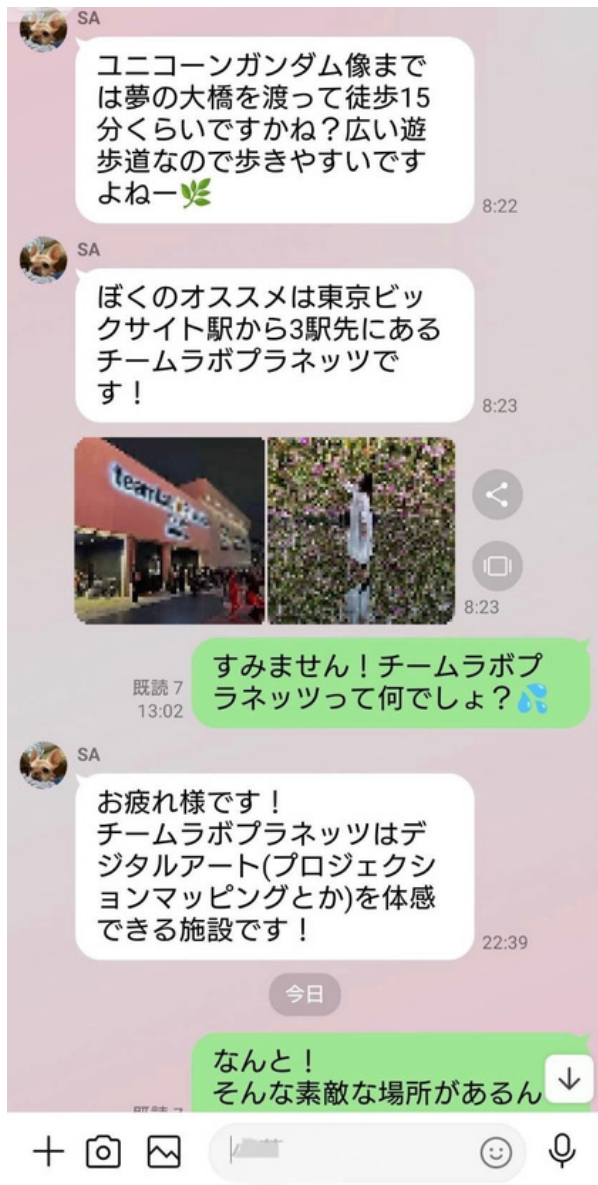 SA
ユニコーンガンダム像まで
は夢の大橋を渡って徒歩15
分くらいですかね？広い遊
歩道なので歩きやすいです
よねー🌿
8:22
SA
ぼくのオススメは東京ビッ
クサイト駅から3駅先にある
チームラボプラネッツで
す！
8:23
8:23
すみません！チームラボプ
ラネッツって何でしょ？💦
既読 7
13:02
SA
お疲れ様です！
チームラボプラネッツはデ
ジタルアート(プロジェクシ
ョンマッピングとか)を体感
できる施設です！
22:39
今日
なんと！
そんな素敵な場所があるん